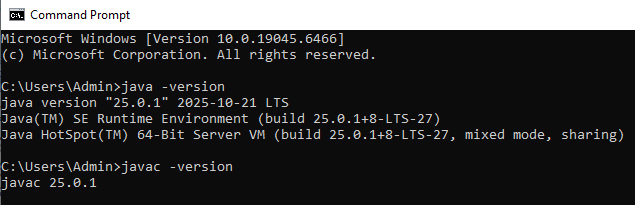 Command Prompt
Microsoft Windows [Version 10.0.19045.6466]
(c) Microsoft Corporation. All rights reserved.
C:\Users\Admin>java -version
java version "25.0.1" 2025-10-21 LTS
Java(TM) SE Runtime Environment (build 25.0.1+8-LTS-27)
Java HotSpot(TM) 64-Bit Server VM (build 25.0.1+8-LTS-27, mixed mode, sharing)
C:\Users\Admin>javac -version
javac 25.0.1